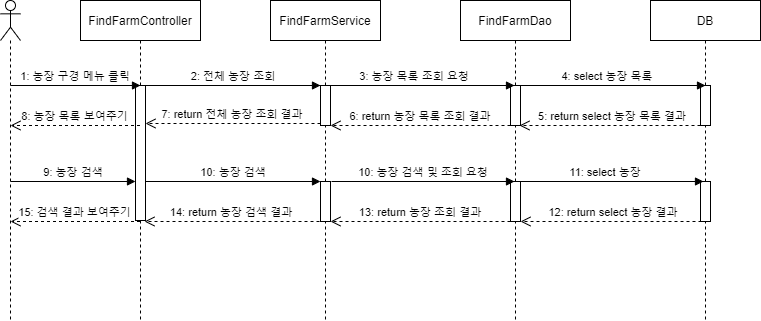 FindFarmController
FindFarmService
FindFarmDao
DB
1: 농장 구경 메뉴 클릭
2: 전체 농장 조회
3: 농장 목록 조회 요청
4: select 농장 목록
8: 농장 목록 보여주기
7: return 전체 농장 조회 결과
6: return 농장 목록 조회 결과
5: return select 농장 목록 결과
9: 농장 검색
10: 농장 검색
10: 농장 검색 및 조회 요청
11: select 농장
15: 검색 결과 보여주기
14: return 농장 검색 결과
13: return 농장 조회 결과
12: return select 농장 결과